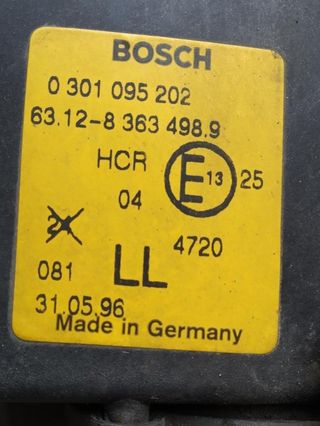 BOSCH
0 301 095 202
63.12-8 363 498.9
HCR E13 25
04
4720
081 LL
31.05.96
Made in Germany